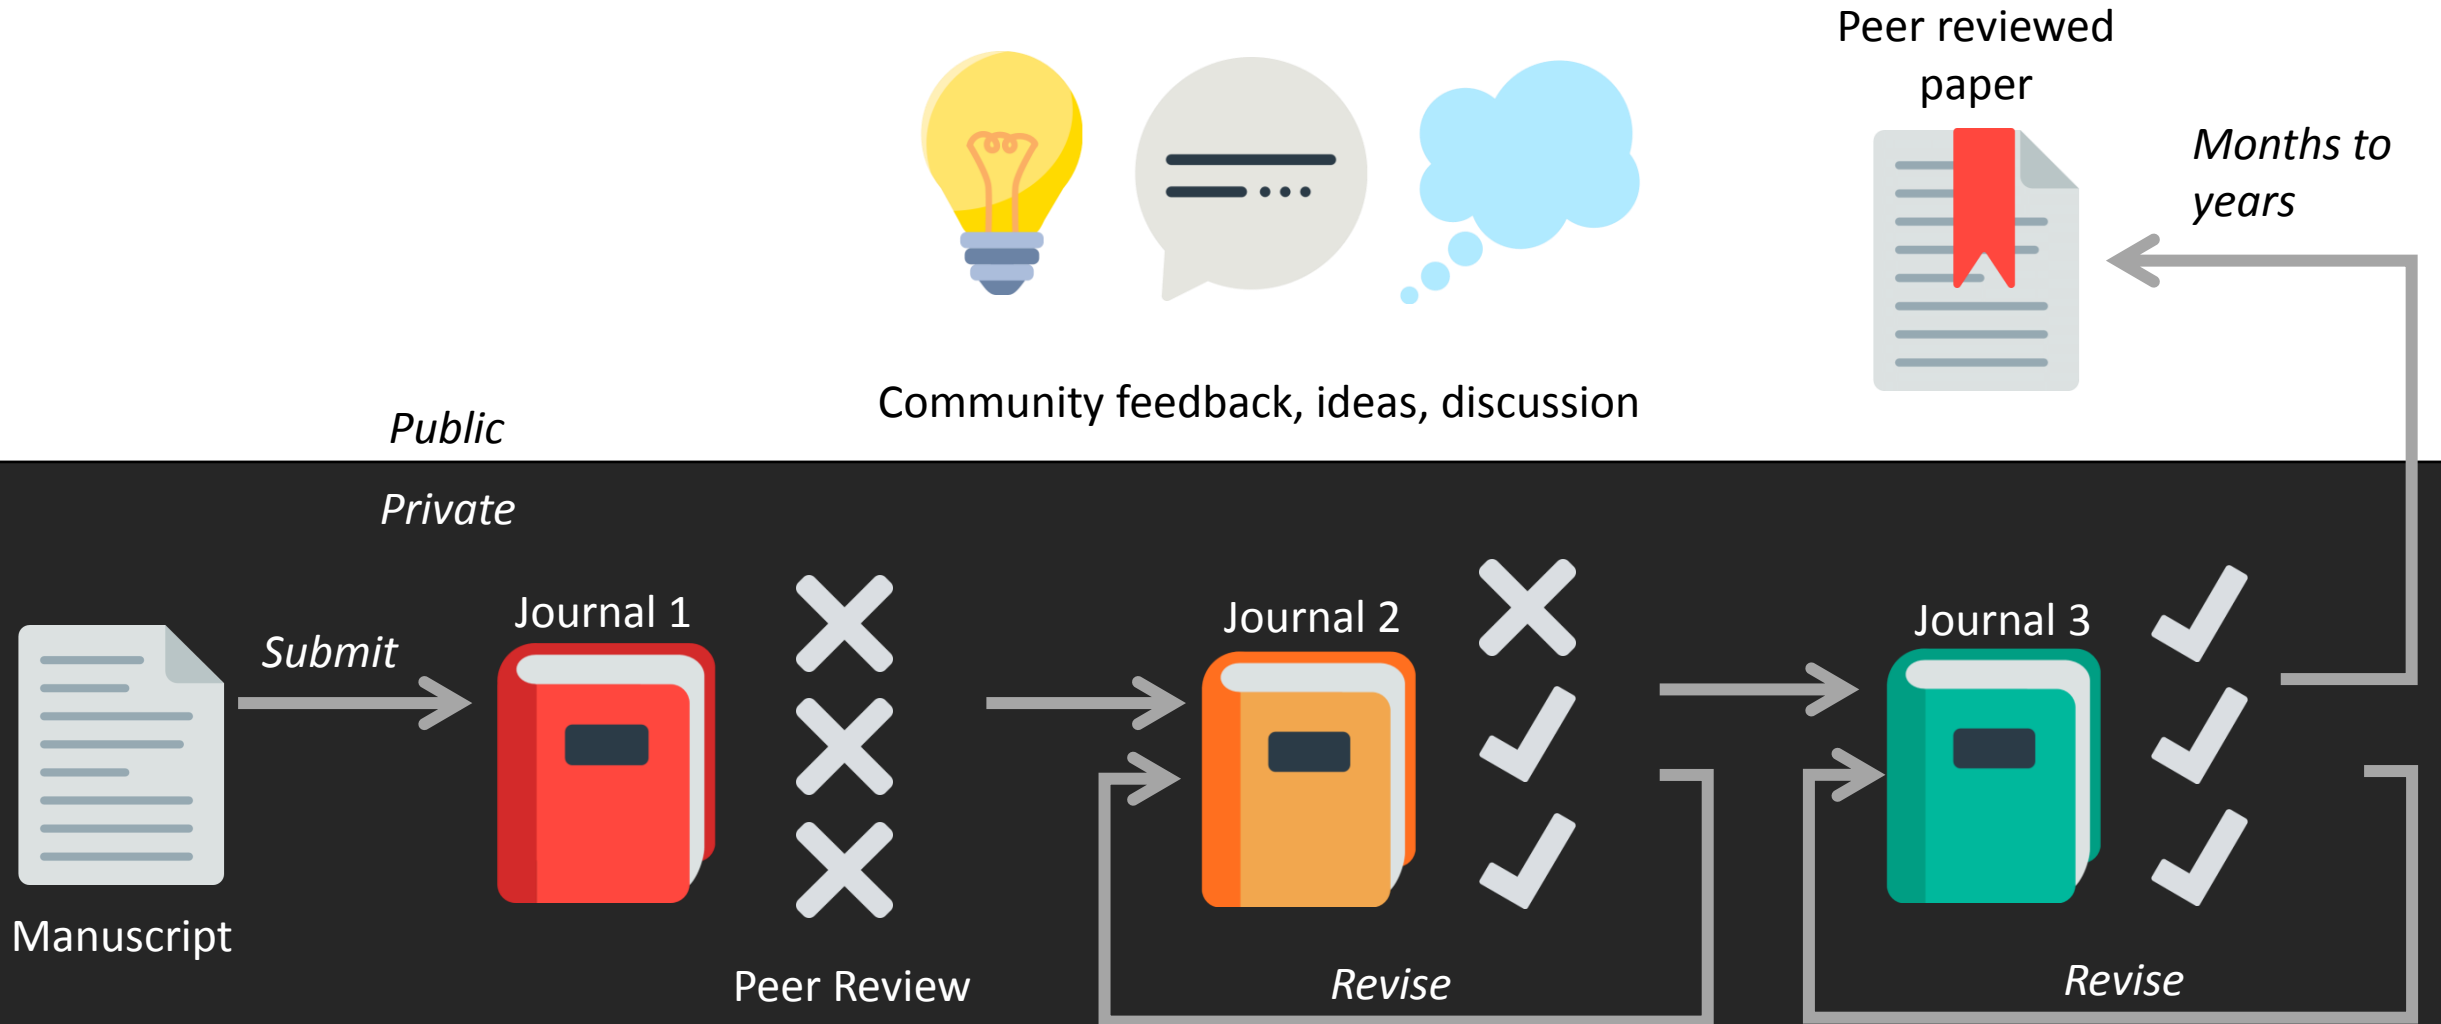 Peer reviewed
paper
Months to
years
Community feedback, ideas, discussion
Public
Private
Submit
Journal 1
Journal 2
Journal 3
Manuscript
Peer Review
Revise
Revise